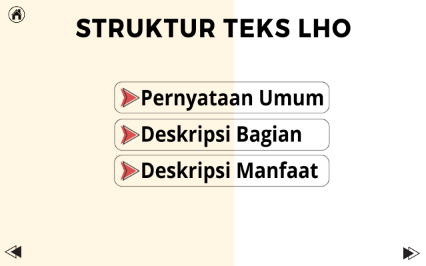 STRUKTUR TEKS LHO
Pernyataan Umum
Deskripsi Bagian
Deskripsi Manfaat